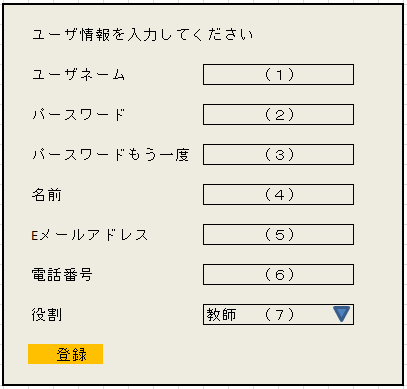 ユーザ情報を入力してください
ユーザネーム （１）
パースワード （２）
パースワードもう一度 （３）
名前 （４）
Eメールアドレス （５）
電話番号 （６）
役割 教師 （７）
登録